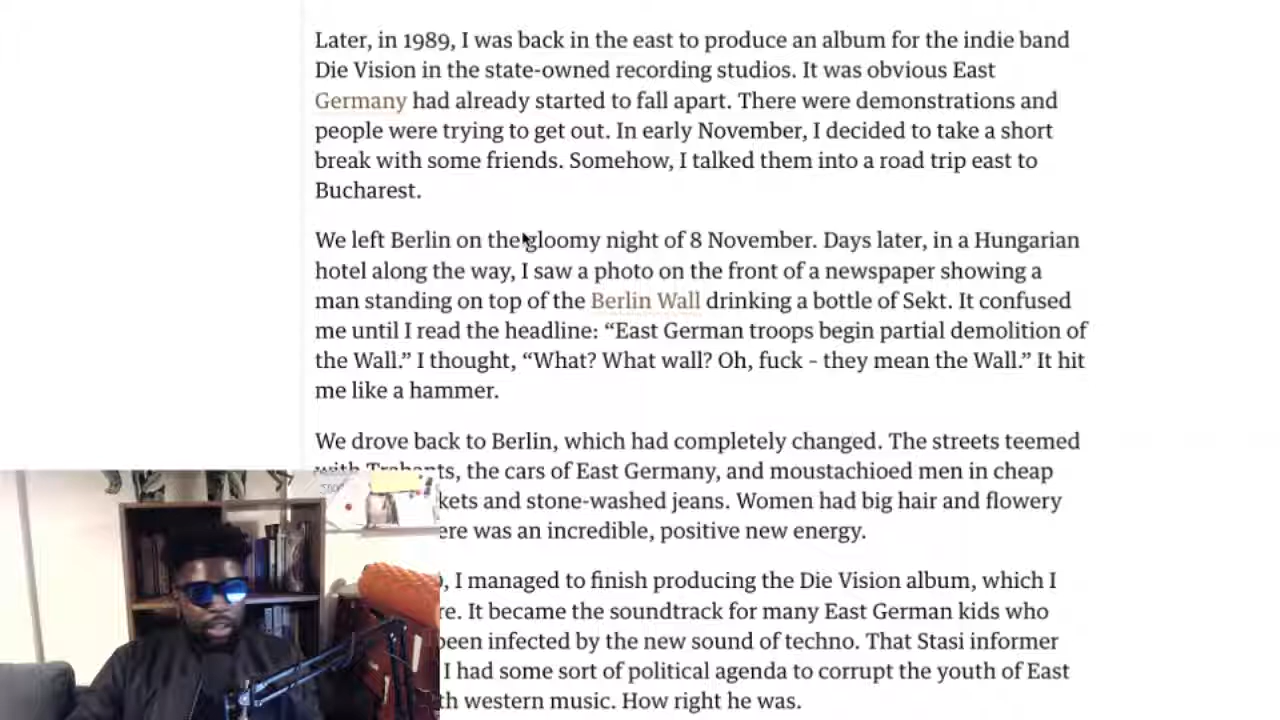 Later, in 1989, I was back in the east to produce an album for the indie band
Die Vision in the state-owned recording studios. It was obvious East
Germany had already started to fall apart. There were demonstrations and
people were trying to get out. In early November, I decided to take a short
break with some friends. Somehow, I talked them into a road trip east to
Bucharest.
We left Berlin on the gloomy night of 8 November. Days later, in a Hungarian
hotel along the way, I saw a photo on the front of a newspaper showing a
man standing on top of the Berlin Wall drinking a bottle of Sekt. It confused
me until I read the headline: “East German troops begin partial demolition of
the Wall.” I thought, “What? What wall? Oh, fuck – they mean the Wall.” It hit
me like a hammer.
We drove back to Berlin, which had completely changed. The streets teemed
with Trabants, the cars of East Germany, and moustachioed men in cheap
kets and stone-washed jeans. Women had big hair and flowery
ere was an incredible, positive new energy.
, I managed to finish producing the Die Vision album, which I
re. It became the soundtrack for many East German kids who
been infected by the new sound of techno. That Stasi informer
I had some sort of political agenda to corrupt the youth of East
th western music. How right he was.